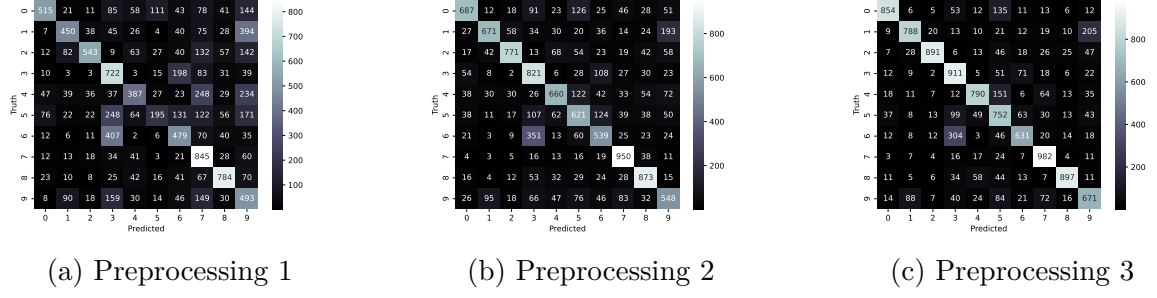 0 515 21 11 85 58 111 43 78 41 144
1 7 450 38 45 26 4 40 89 78 394
2 12 82 543 9 63 27 40 132 57 142
3 10 3 3 722 3 15 198 83 31 39
4 47 39 36 37 387 27 23 248 29 234
5 76 22 22 248 64 195 131 122 56 171
6 12 6 11 407 2 6 479 70 40 35
7 12 13 18 34 41 3 21 845 28 60
8 23 10 8 25 42 16 41 67 784 70
9 8 90 18 159 30 14 46 149 30 493
0 1 2 3 4 5 6 7 8 9
Predicted
Truth
800
700
600
500
400
300
200
100
(a) Preprocessing 1
0 687 12 18 91 23 126 25 46 28 51
1 27 671 58 34 30 20 36 14 24 193
2 17 42 771 13 68 54 23 19 42 58
3 54 8 2 821 6 28 108 27 30 23
4 38 30 30 26 660 122 42 33 54 72
5 38 11 17 107 62 621 124 39 38 50
6 21 3 9 351 13 60 539 25 23 24
7 4 3 5 16 13 16 19 950 38 11
8 16 4 12 53 32 29 24 28 873 15
9 26 95 18 66 47 76 46 83 32 548
0 1 2 3 4 5 6 7 8 9
Predicted
Truth
800
600
400
200
(b) Preprocessing 2
0 854 6 5 53 12 135 11 13 6 12
1 9 788 20 13 10 21 12 19 10 205
2 7 28 891 6 13 46 18 26 25 47
3 12 9 2 911 5 51 71 18 6 22
4 18 11 7 12 790 151 6 64 35 13
5 38 7 11 74 49 752 63 30 13 43
6 12 8 12 304 3 46 631 20 14 18
7 3 7 4 16 17 24 7 982 4 11
8 11 5 6 34 58 44 13 7 897 11
9 14 88 7 40 24 84 21 72 16 671
0 1 2 3 4 5 6 7 8 9
Predicted
Truth
800
600
400
200
(c) Preprocessing 3